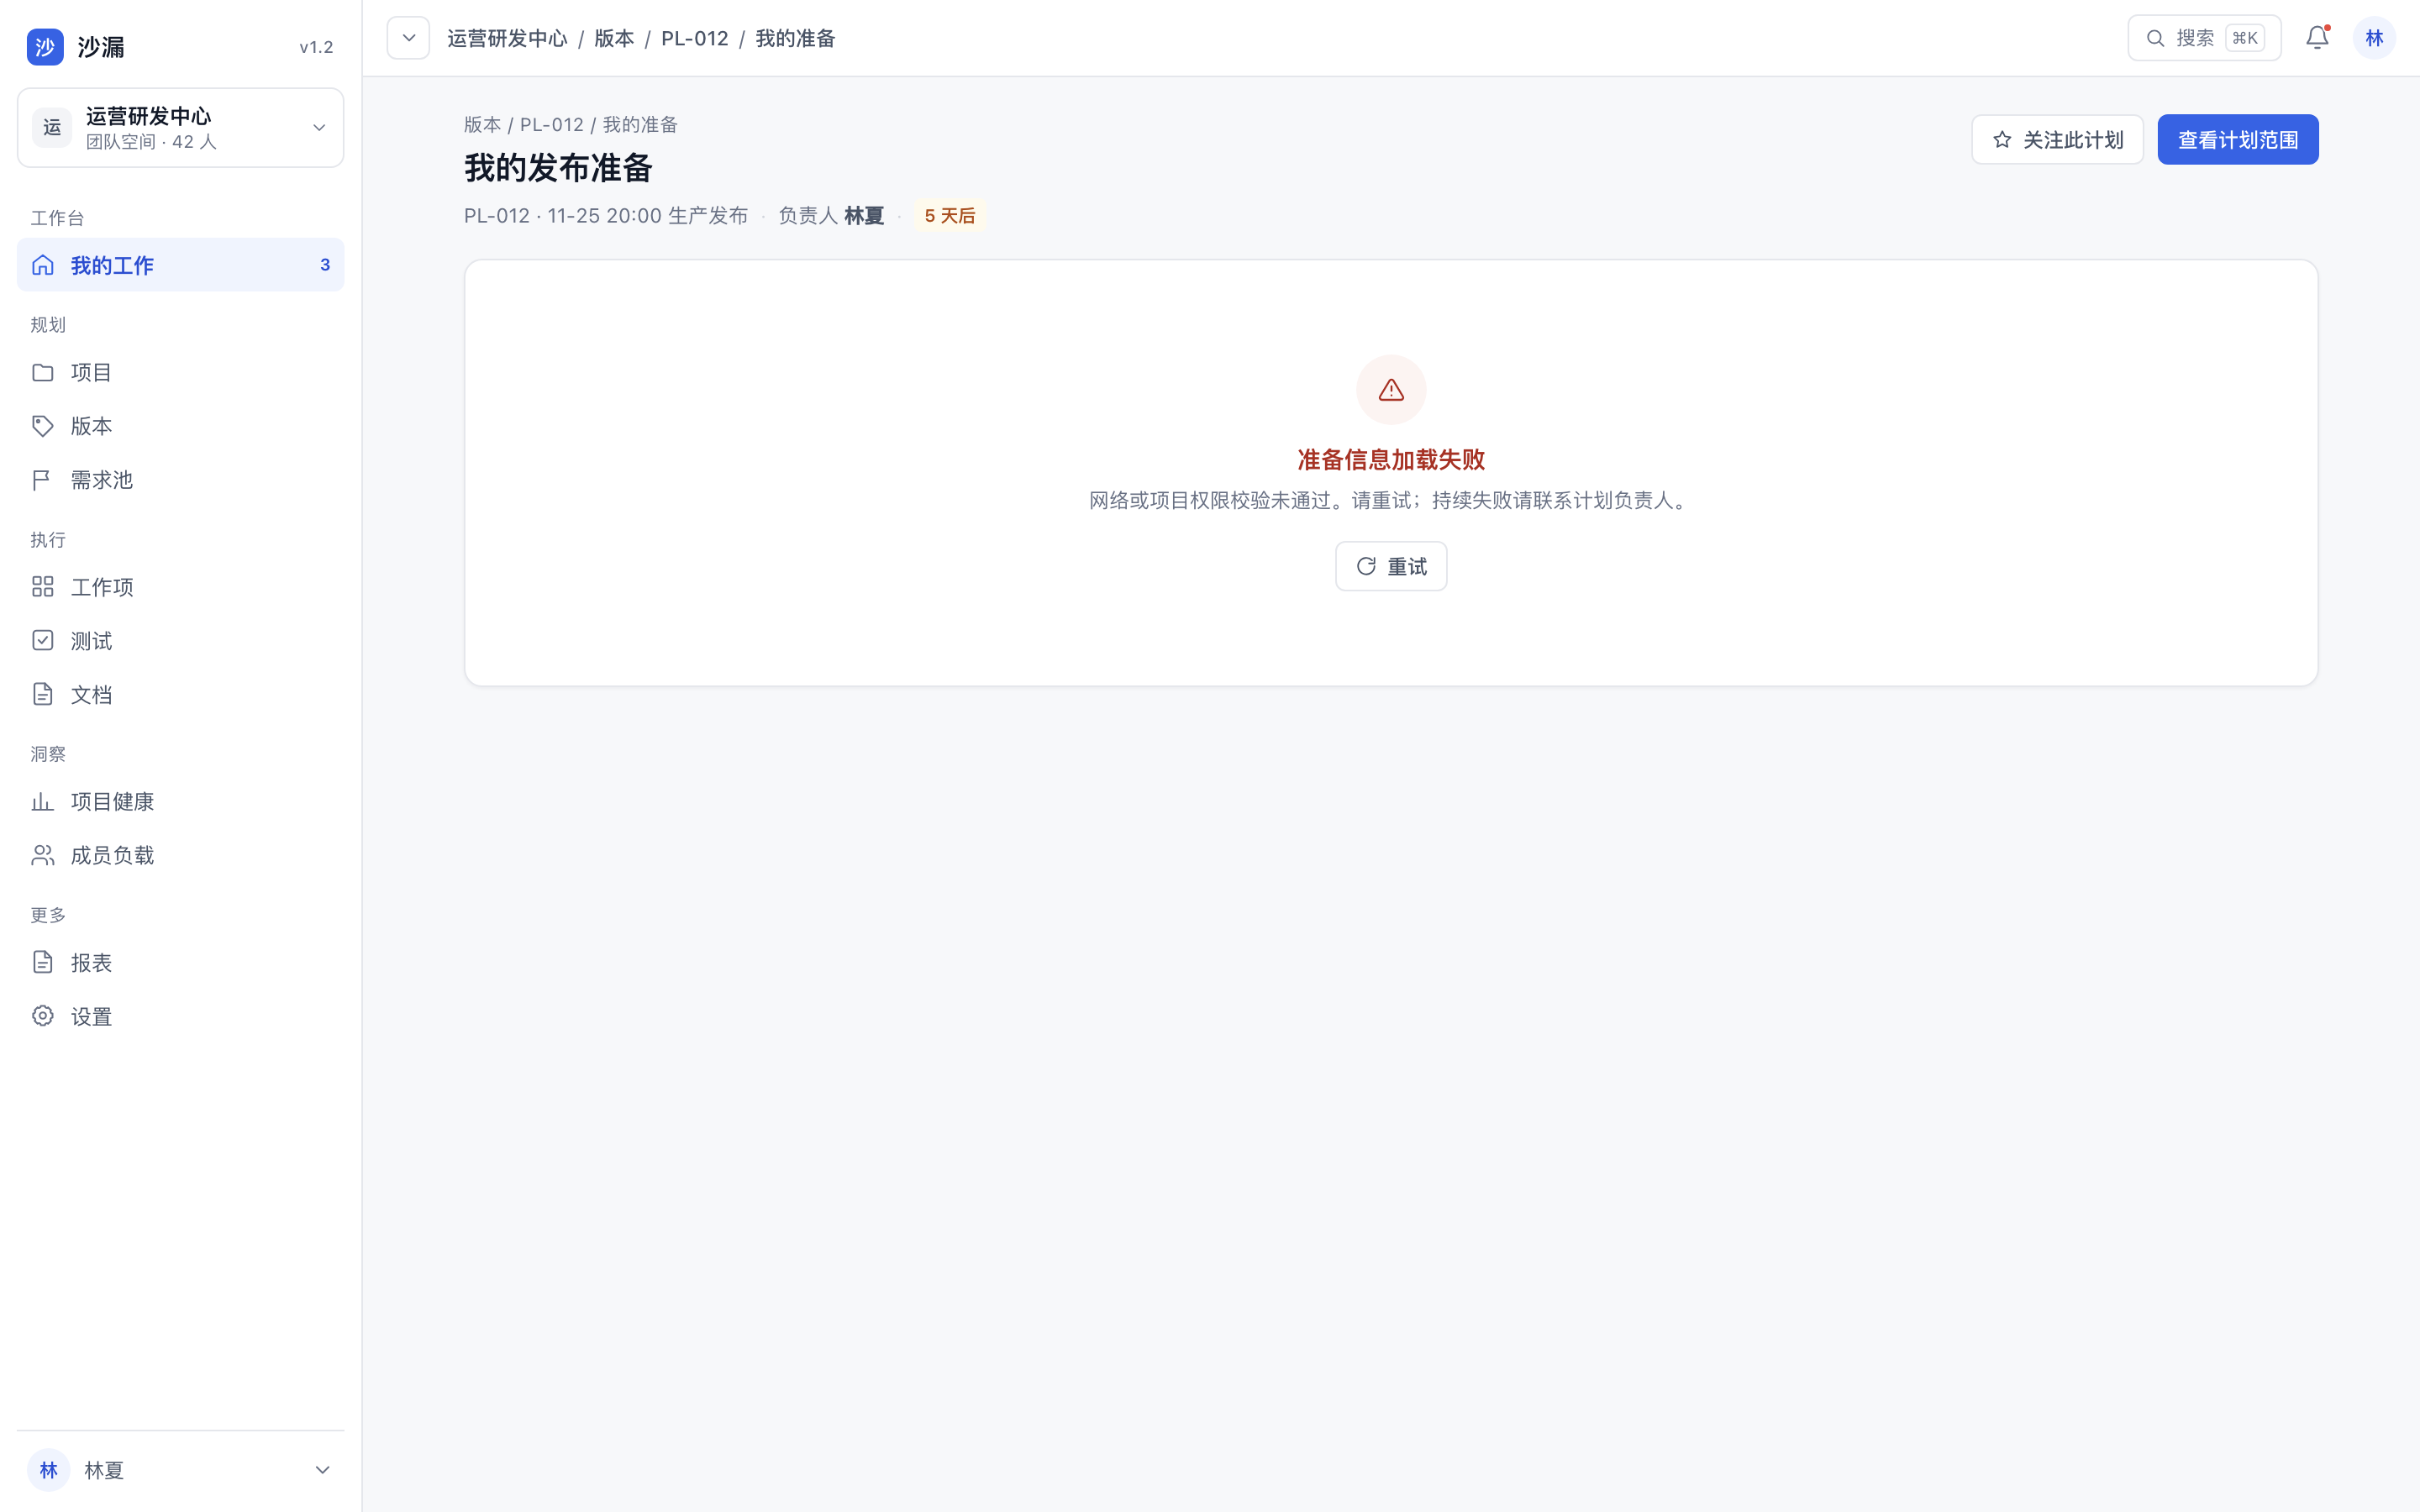 沙 沙漏 v1.2
运 运营研发中心
团队空间 · 42 人
工作台
我的工作 3
规划
项目
版本
需求池
执行
工作项
测试
文档
洞察
项目健康
成员负载
更多
报表
设置
林 林夏
运营研发中心 / 版本 / PL-012 / 我的准备
搜索 ⌘K
林
版本 / PL-012 / 我的准备
我的发布准备
PL-012 · 11-25 20:00 生产发布 · 负责人 林夏 · 5 天后
关注此计划
查看计划范围
准备信息加载失败
网络或项目权限校验未通过。请重试；持续失败请联系计划负责人。
重试